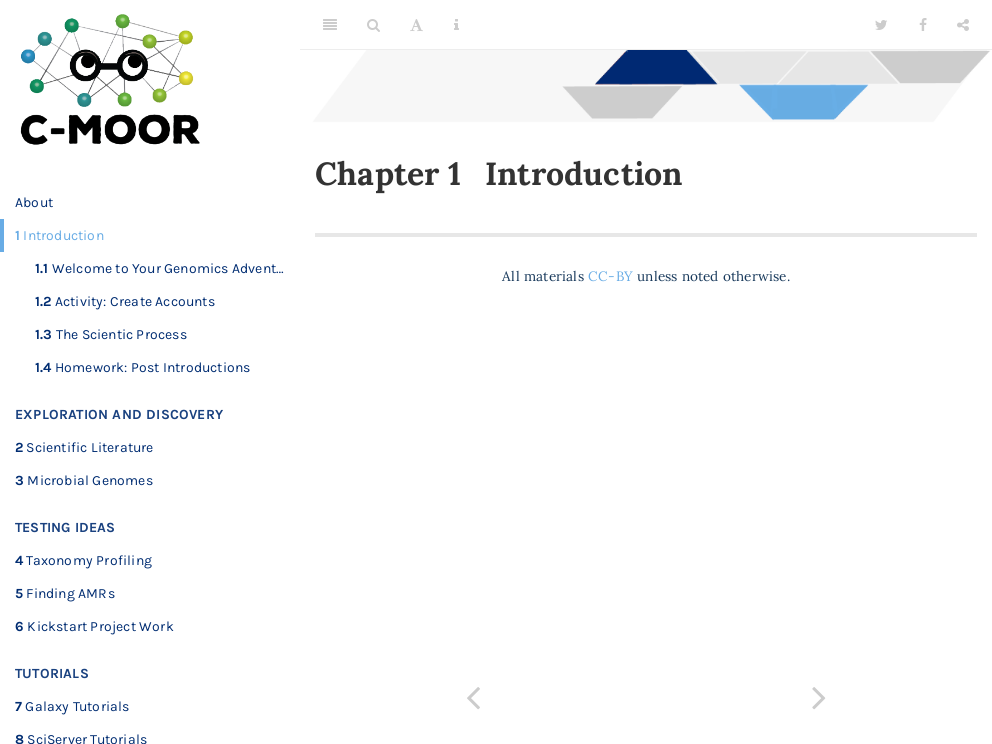 C-MOOR
About
1 Introduction
1.1 Welcome to Your Genomics Advent…
1.2 Activity: Create Accounts
1.3 The Scientic Process
1.4 Homework: Post Introductions
EXPLORATION AND DISCOVERY
2 Scientific Literature
3 Microbial Genomes
TESTING IDEAS
4 Taxonomy Profiling
5 Finding AMRs
6 Kickstart Project Work
TUTORIALS
7 Galaxy Tutorials
8 SciServer Tutorials
A
Chapter 1 Introduction
All materials CC-BY unless noted otherwise.